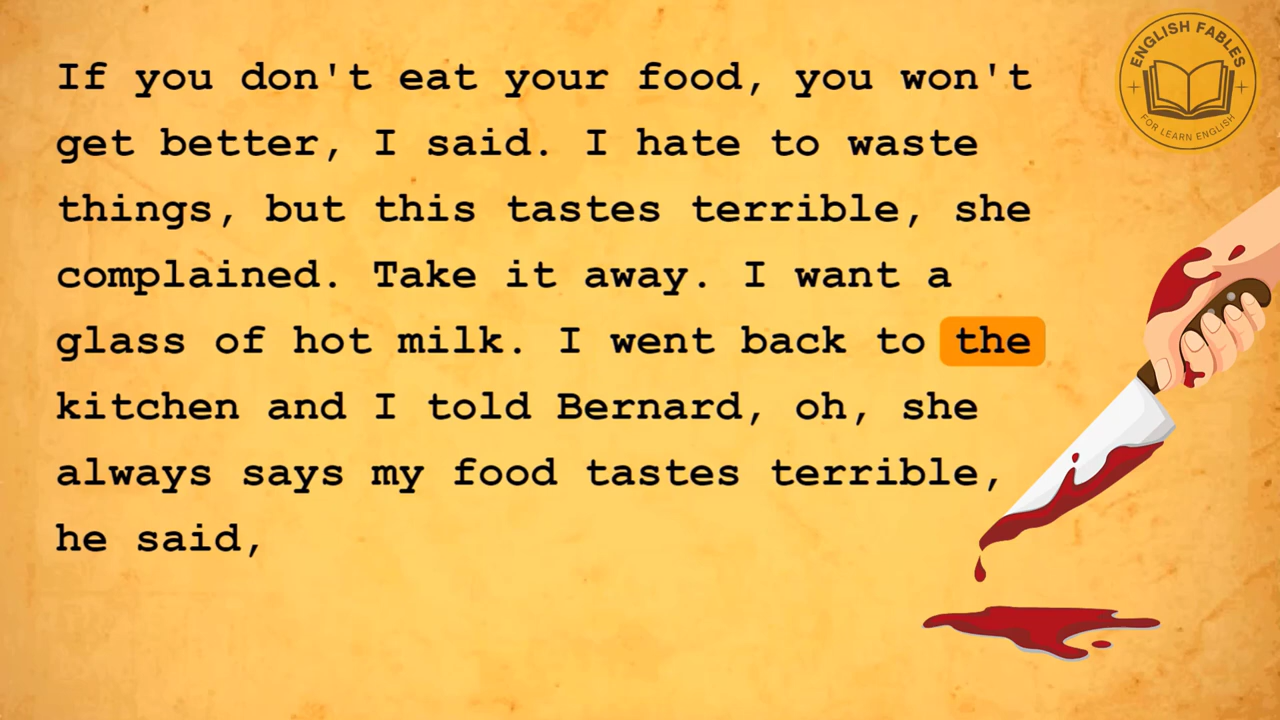 If you don't eat your food, you won't
get better, I said. I hate to waste
things, but this tastes terrible, she
complained. Take it away. I want a
glass of hot milk. I went back to the
kitchen and I told Bernard, oh, she
always says my food tastes terrible,
he said,
ENGLISH FABLES
FOR LEARN ENGLISH